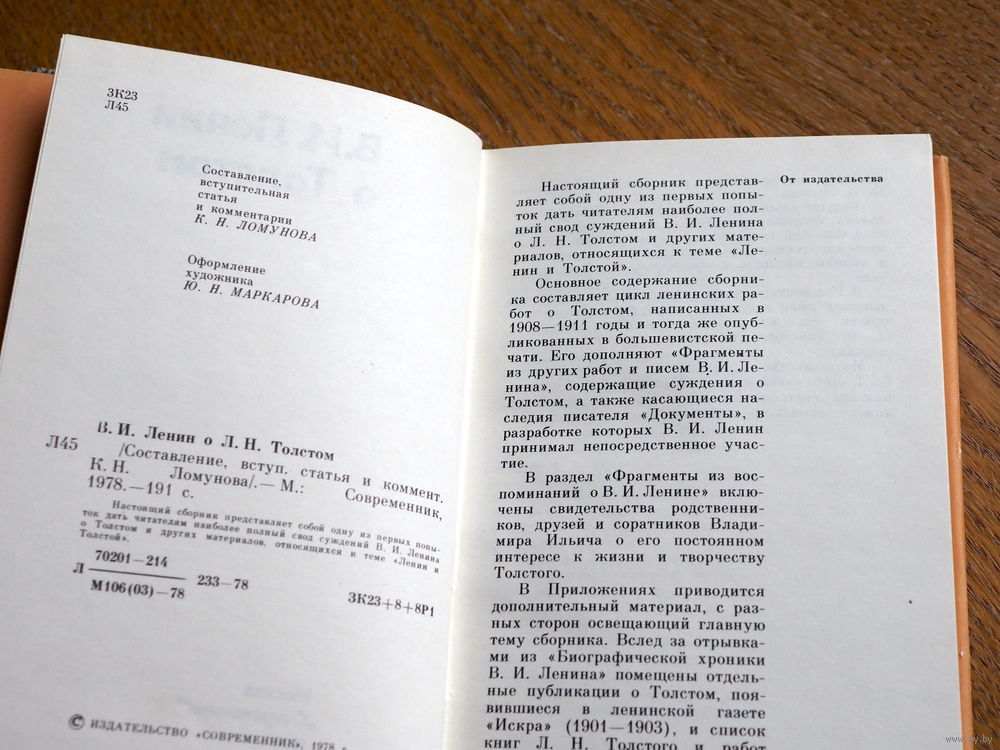 ЗК23
Л45
Составление,
вступительная
статья
и комментарии
К. Н. ЛОМУНОВА
Оформление
художника
Ю. Н. МАРКАРОВА
В. И. Ленин о Л. Н. Толстом
Л45
/Составление, вступ. статья и коммент.
К. Н. Ломунова/. — М.: Современник,
1978. — 191 с.
Настоящий сборник представляет собой одну из первых попы-
ток дать читателям наиболее полный свод суждений В. И. Ленина
о Толстом и других материалов, относящихся к теме «Ленин и
Толстой».
70201—214
Л
М106(03)—78
233—78
ЗК23+8+8Р1
© ИЗДАТЕЛЬСТВО «СОВРЕМЕННИК», 1978 г.
От издательства
Настоящий сборник представ-
ляет собой одну из первых попы-
ток дать читателям наиболее пол-
ный свод суждений В. И. Ленина
о Л. Н. Толстом и других мате-
риалов, относящихся к теме «Ле-
нин и Толстой».
Основное содержание сборни-
ка составляет цикл ленинских ра-
бот о Толстом, написанных в
1908—1911 годы и тогда же опуб-
ликованных в большевистской пе-
чати. Его дополняют «Фрагменты
из других работ и писем В. И. Ле-
нина», содержащие суждения о
Толстом, а также касающиеся на-
следия писателя «Документы», в
разработке которых В. И. Ленин
принимал непосредственное учас-
тие.
В раздел «Фрагменты из вос-
поминаний о В. И. Ленине» вклю-
чены свидетельства родственни-
ков, друзей и соратников Влади-
мира Ильича о его постоянном
интересе к жизни и творчеству
Толстого.
В Приложениях приводится
дополнительный материал, с раз-
ных сторон освещающий главную
тему сборника. Вслед за отрывка-
ми из «Биографической хроники
В. И. Ленина» помещены отдель-
ные публикации о Толстом, поя-
вившиеся в ленинской газете
«Искра» (1901—1903), и список
книг Л. Н. Толстого и работ